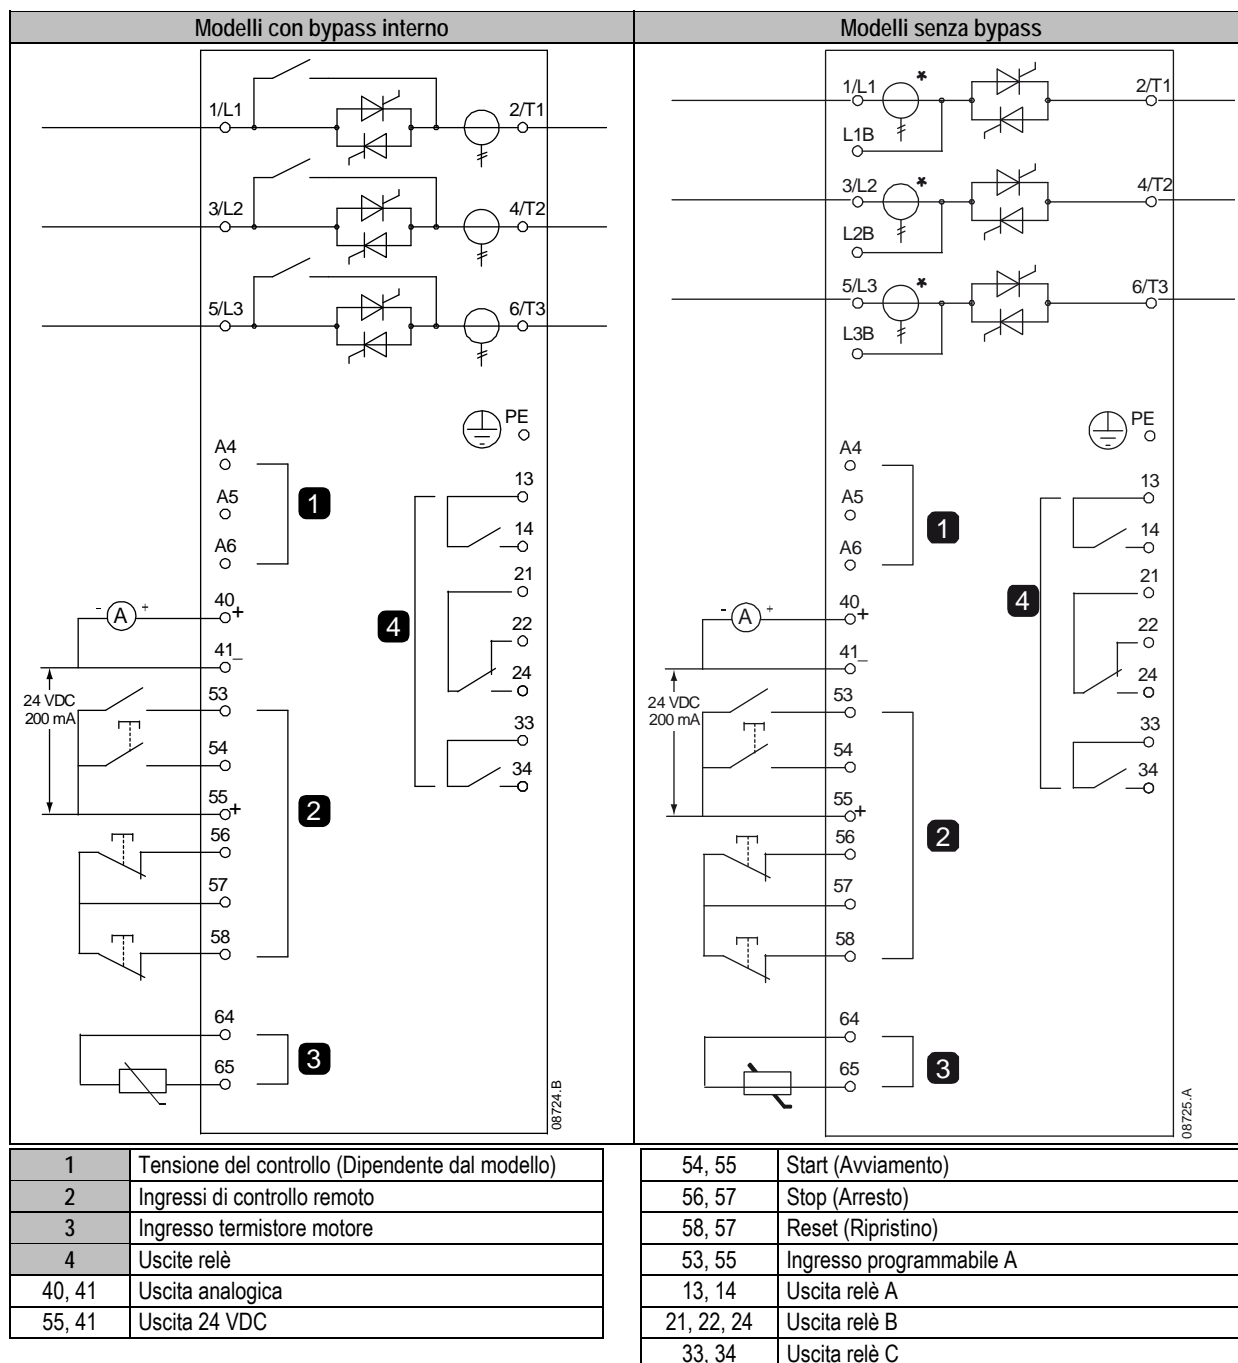 Modelli con bypass interno
1/L1
2/T1
3/L2
4/T2
5/L3
6/T3
PE
A4
A5
A6
1
13
14
21
22
24
33
34
4
- A +
40
+
41
_
24 VDC
200 mA
53
54
55
+
56
57
58
2
64
65
3
08724.B
Modelli senza bypass
1/L1
*
2/T1
L1B
3/L2
*
4/T2
L2B
5/L3
*
6/T3
L3B
PE
A4
A5
A6
1
13
14
21
22
24
33
34
4
- A +
40
+
41
_
24 VDC
200 mA
53
54
55
+
56
57
58
2
64
65
3
08725.A
1 Tensione del controllo (Dipendente dal modello)
2 Ingressi di controllo remoto
3 Ingresso termistore motore
4 Uscite relè
40, 41 Uscita analogica
55, 41 Uscita 24 VDC
54, 55 Start (Avviamento)
56, 57 Stop (Arresto)
58, 57 Reset (Ripristino)
53, 55 Ingresso programmabile A
13, 14 Uscita relè A
21, 22, 24 Uscita relè B
33, 34 Uscita relè C